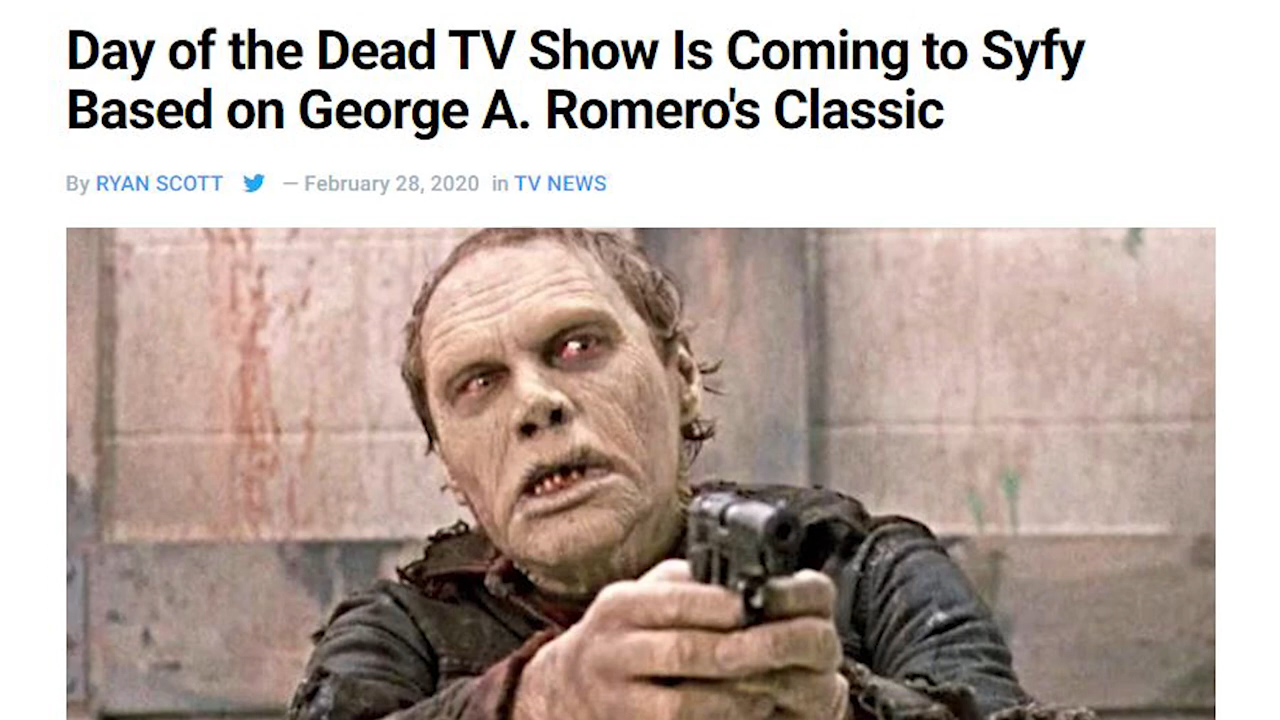 Day of the Dead TV Show Is Coming to Syfy
Based on George A. Romero's Classic
By RYAN SCOTT — February 28, 2020 in TV NEWS